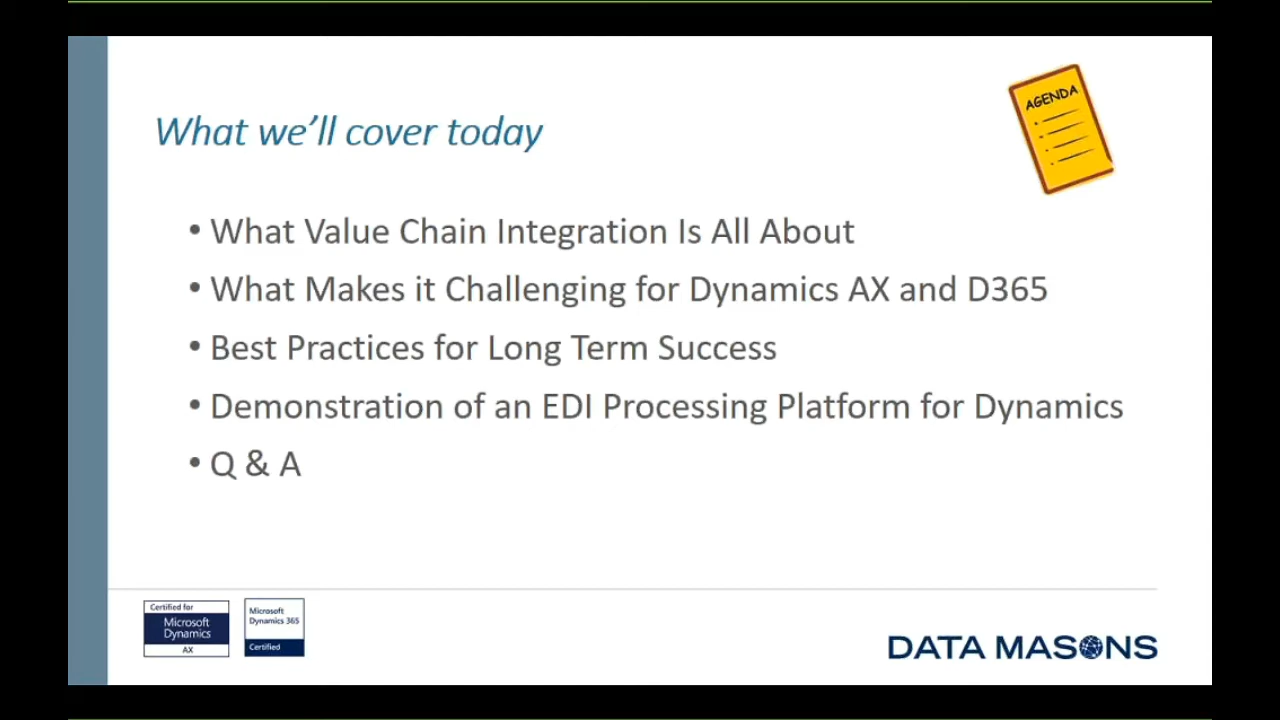 AGENDA
What we’ll cover today
• What Value Chain Integration Is All About
• What Makes it Challenging for Dynamics AX and D365
• Best Practices for Long Term Success
• Demonstration of an EDI Processing Platform for Dynamics
• Q & A
Certified for
Microsoft
Dynamics
AX
Microsoft
Dynamics 365
Certified
DATA MASONS